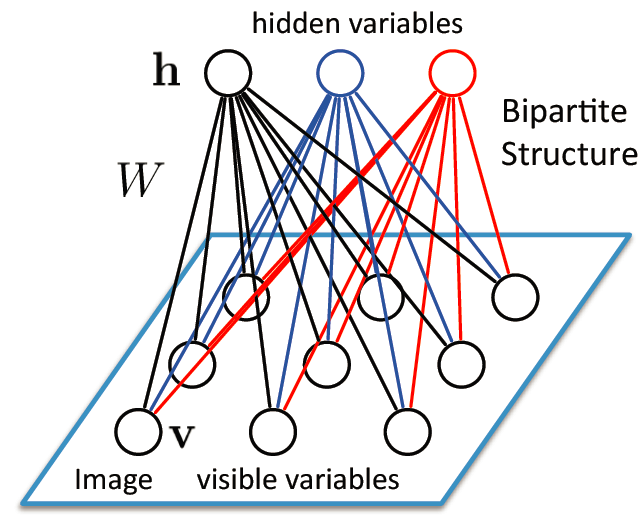 hidden variables
h
Bipartite
Structure
W
v
Image visible variables